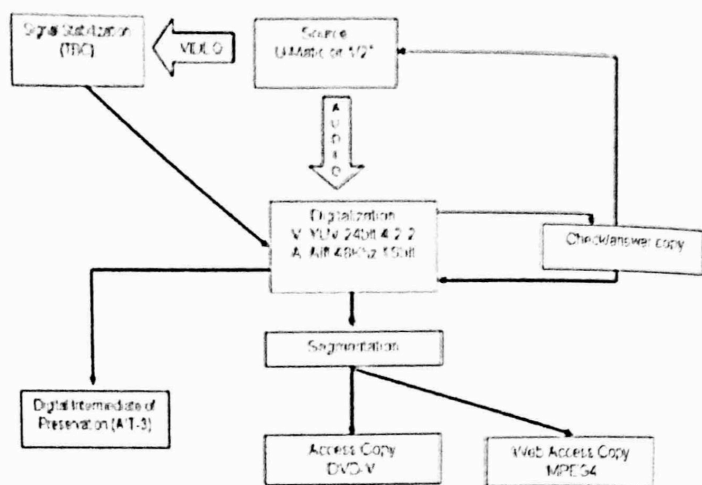 Signal Stabilization
(TBC)
VIDEO
Source
U-Matic or 1/2"
AUDIO
Digitalization
V: YUV 24bit 4:2:2
A: Aiff 48Khz 16bit
Check/answer copy
Segmentation
Digital Intermediate of
Preservation (AIT-3)
Access Copy
DVD-V
Web Access Copy
MPEG4